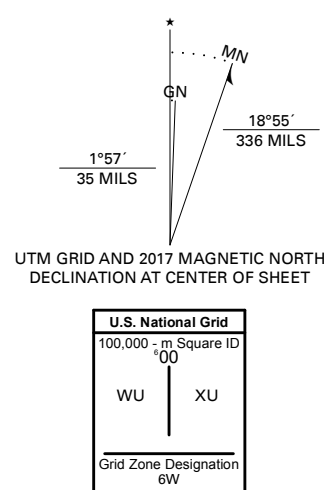 ★
MN
GN
18°55´
336 MILS
1°57´
35 MILS
UTM GRID AND 2017 MAGNETIC NORTH
DECLINATION AT CENTER OF SHEET
U.S. National Grid
100,000 - m Square ID
⁶00
WU XU
Grid Zone Designation
6W